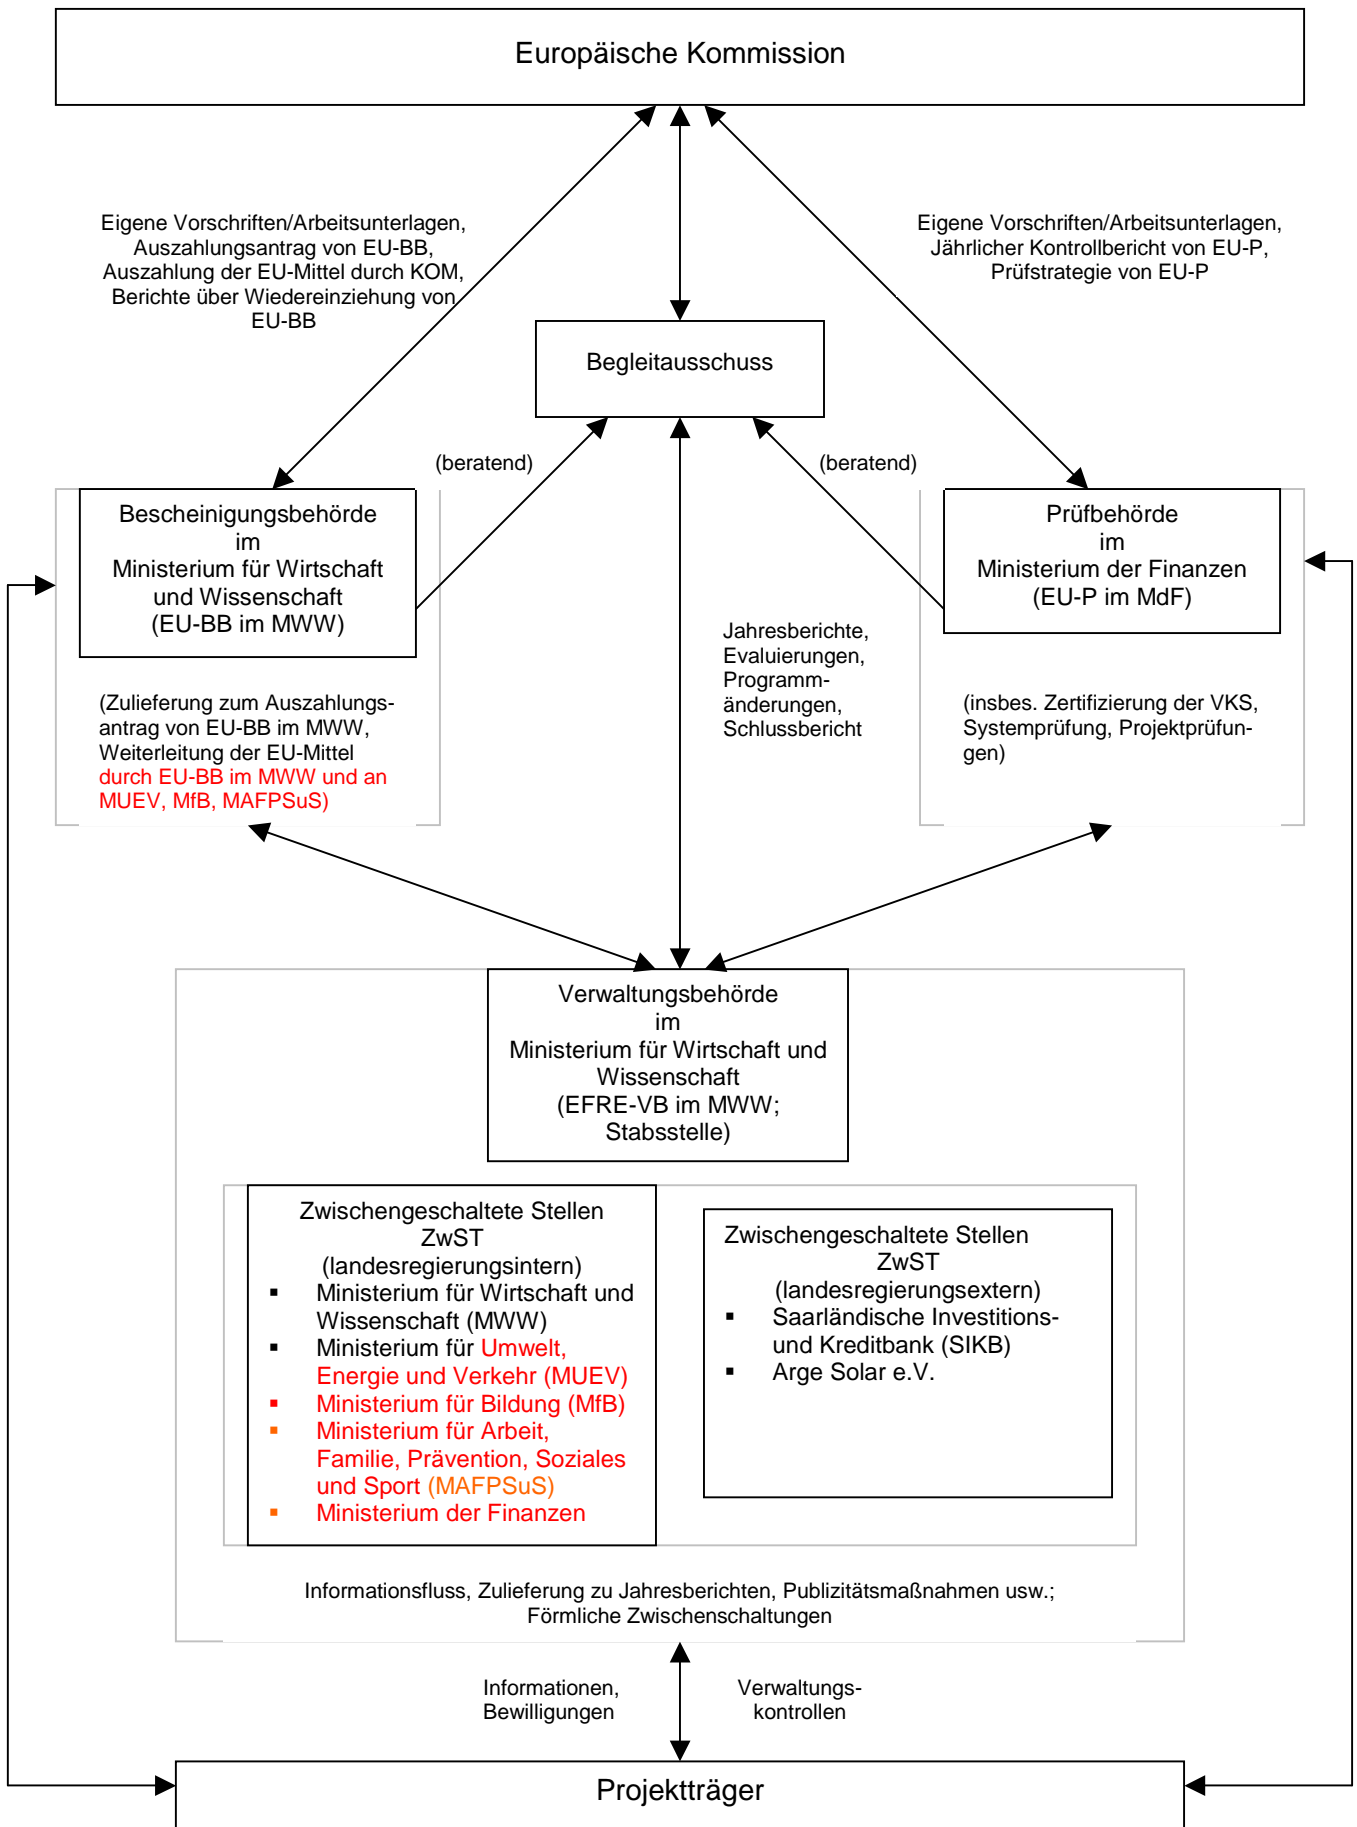 Europäische Kommission
Eigene Vorschriften/Arbeitsunterlagen,
Auszahlungsantrag von EU-BB,
Auszahlung der EU-Mittel durch KOM,
Berichte über Wiedereinziehung von
EU-BB
Eigene Vorschriften/Arbeitsunterlagen,
Jährlicher Kontrollbericht von EU-P,
Prüfstrategie von EU-P
Begleitausschuss
(beratend)
(beratend)
Bescheinigungsbehörde
im
Ministerium für Wirtschaft
und Wissenschaft
(EU-BB im MWW)
Prüfbehörde
im
Ministerium der Finanzen
(EU-P im MdF)
Jahresberichte,
Evaluierungen,
Programm-
änderungen,
Schlussbericht
(Zulieferung zum Auszahlungs-
antrag von EU-BB im MWW,
Weiterleitung der EU-Mittel
durch EU-BB im MWW und an
MUEV, MfB, MAFPSuS)
(insbes. Zertifizierung der VKS,
Systemprüfung, Projektprüfun-
gen)
Verwaltungsbehörde
im
Ministerium für Wirtschaft und
Wissenschaft
(EFRE-VB im MWW;
Stabsstelle)
Zwischengeschaltete Stellen
ZwST
(landesregierungsintern)
▪ Ministerium für Wirtschaft und
Wissenschaft (MWW)
▪ Ministerium für Umwelt,
Energie und Verkehr (MUEV)
▪ Ministerium für Bildung (MfB)
▪ Ministerium für Arbeit,
Familie, Prävention, Soziales
und Sport (MAFPSuS)
▪ Ministerium der Finanzen
Zwischengeschaltete Stellen
ZwST
(landesregierungsextern)
▪ Saarländische Investitions-
und Kreditbank (SIKB)
▪ Arge Solar e.V.
Informationsfluss, Zulieferung zu Jahresberichten, Publizitätsmaßnahmen usw.;
Förmliche Zwischenschaltungen
Informationen,
Bewilligungen
Verwaltungs-
kontrollen
Projektträger